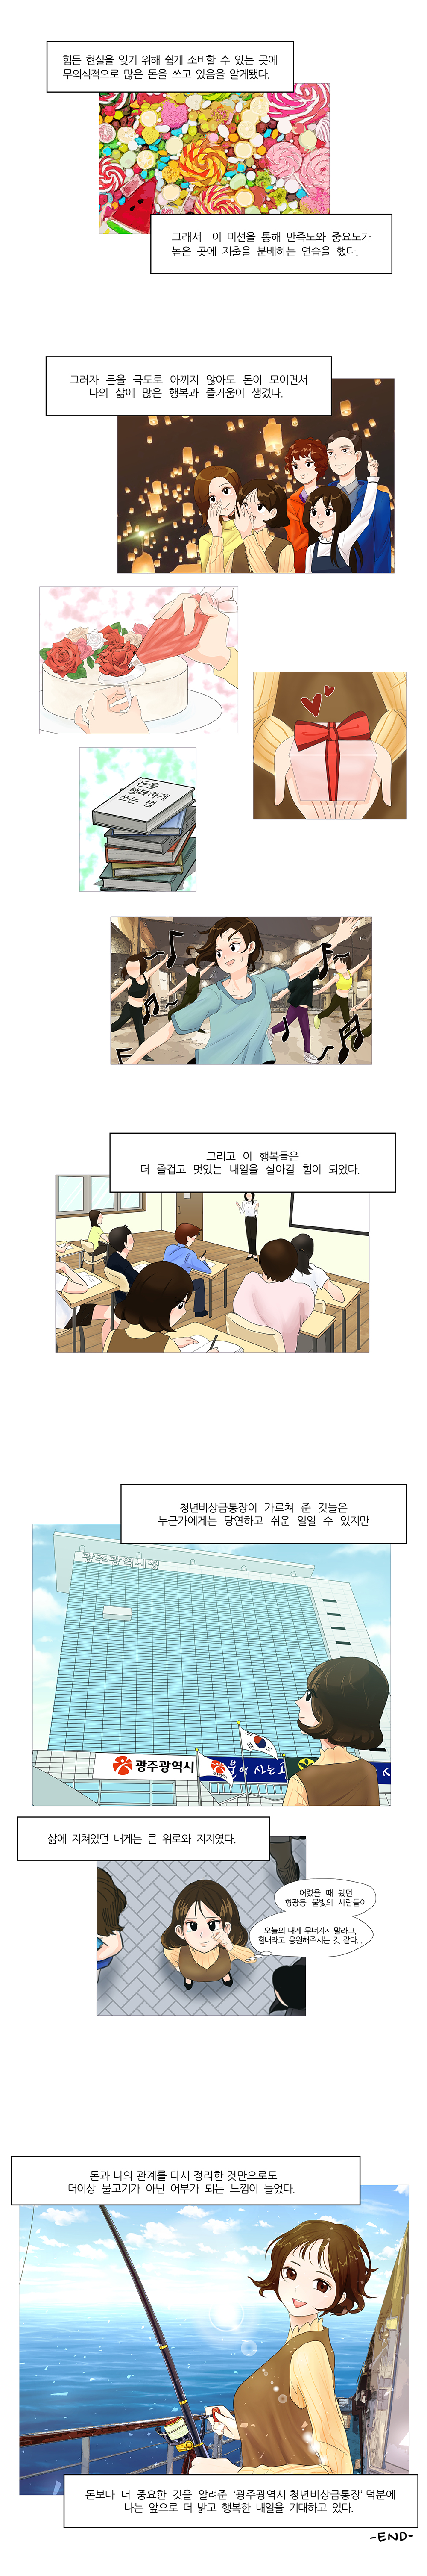 힘든 현실을 잊기 위해 쉽게 소비할 수 있는 곳에
무의식적으로 많은 돈을 쓰고 있음을 알게됐다.
그래서 이 미션을 통해 만족도와 중요도가
높은 곳에 지출을 분배하는 연습을 했다.
그러자 돈을 극도로 아끼지 않아도 돈이 모이면서
나의 삶에 많은 행복과 즐거움이 생겼다.
돈을
행복하게
쓰는 법
그리고 이 행복들은
더 즐겁고 멋있는 내일을 살아갈 힘이 되었다.
청년비상금통장이 가르쳐 준 것들은
누군가에게는 당연하고 쉬운 일일 수 있지만
광주광역시청
광주광역시
삶에 지쳐있던 내게는 큰 위로와 지지였다.
어렸을 때 봤던
형광등 불빛의 사람들이
오늘의 내게 무너지지 말라고,
힘내라고 응원해주시는 것 같다..
돈과 나의 관계를 다시 정리한 것만으로도
더이상 물고기가 아닌 어부가 되는 느낌이 들었다.
돈보다 더 중요한 것을 알려준 '광주광역시 청년비상금통장' 덕분에
나는 앞으로 더 밝고 행복한 내일을 기대하고 있다.
-END-